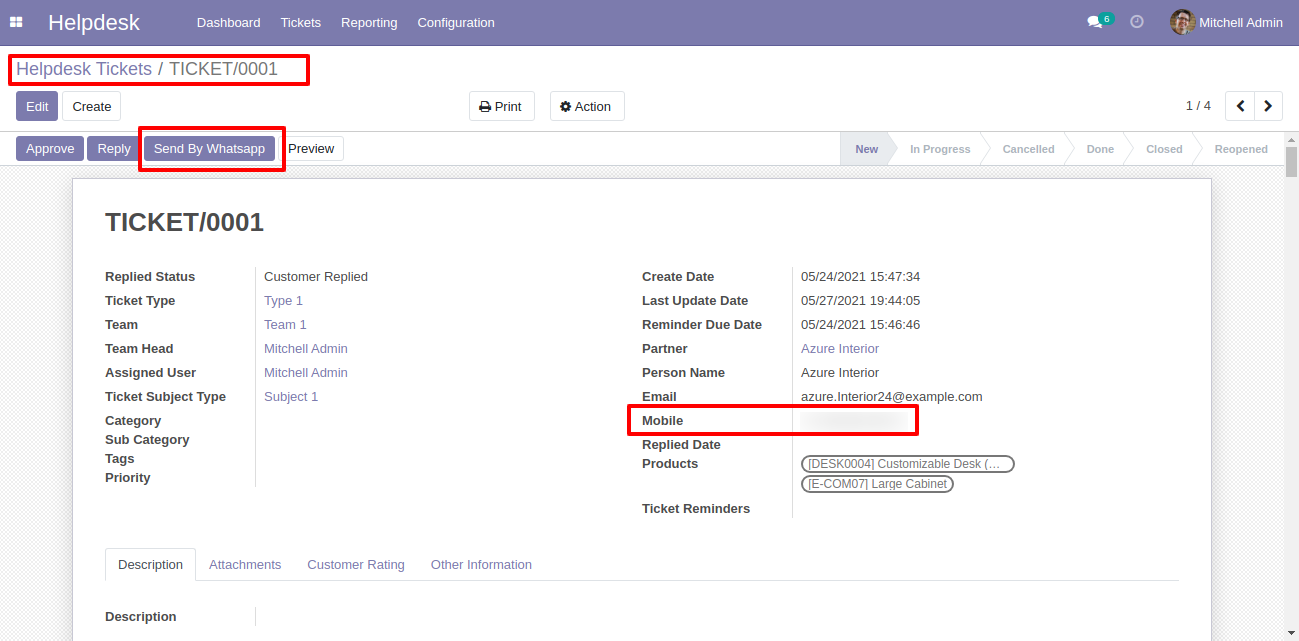 Helpdesk Dashboard Tickets Reporting Configuration 6 Mitchell Admin
Helpdesk Tickets / TICKET/0001
Edit Create Print Action 1 / 4
Approve Reply Send By Whatsapp Preview New In Progress Cancelled Done Closed Reopened
TICKET/0001
Replied Status Customer Replied
Ticket Type Type 1
Team Team 1
Team Head Mitchell Admin
Assigned User Mitchell Admin
Ticket Subject Type Subject 1
Category
Sub Category
Tags
Priority
Create Date 05/24/2021 15:47:34
Last Update Date 05/27/2021 19:44:05
Reminder Due Date 05/24/2021 15:46:46
Partner Azure Interior
Person Name Azure Interior
Email azure.Interior24@example.com
Mobile
Replied Date
Products [DESK0004] Customizable Desk (...
[E-COM07] Large Cabinet
Ticket Reminders
Description Attachments Customer Rating Other Information
Description